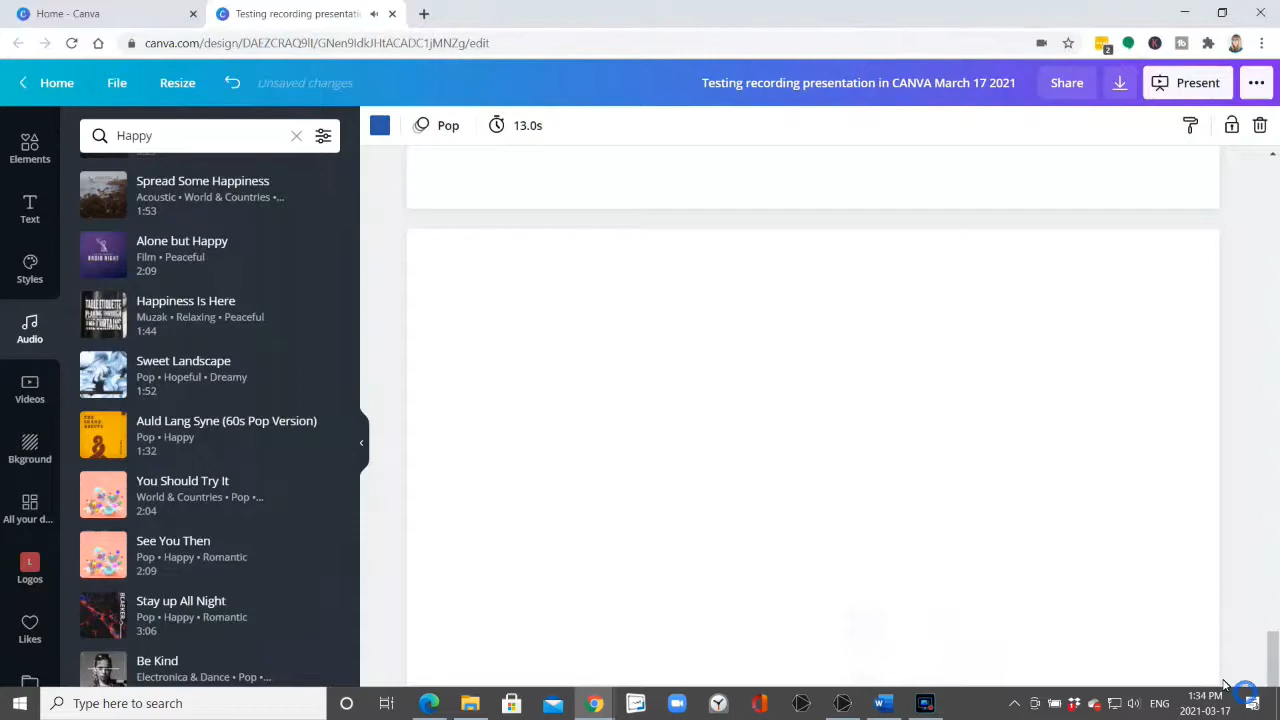 Home - Canva
Testing recording presentati
canva.com/design/DAEZCRAQ9lI/GNen9IdkJHtACADC1jMNZg/edit
2
Home
File
Resize
Unsaved changes
Testing recording presentation in CANVA March 17 2021
Share
Present
Happy
Pop
13.0s
Elements
Text
Styles
Audio
Videos
Bkground
All your d...
Logos
Likes
Spread Some Happiness
Acoustic • World & Countries •...
1:53
Alone but Happy
Film • Peaceful
2:09
Happiness Is Here
Muzak • Relaxing • Peaceful
1:44
Sweet Landscape
Pop • Hopeful • Dreamy
1:52
Auld Lang Syne (60s Pop Version)
Pop • Happy
1:32
You Should Try It
World & Countries • Pop •...
2:04
See You Then
Pop • Happy • Romantic
2:09
Stay up All Night
Pop • Happy • Romantic
3:06
Be Kind
Electronica & Dance • Pop •...
Type here to search
ENG
1:34 PM
2021-03-17